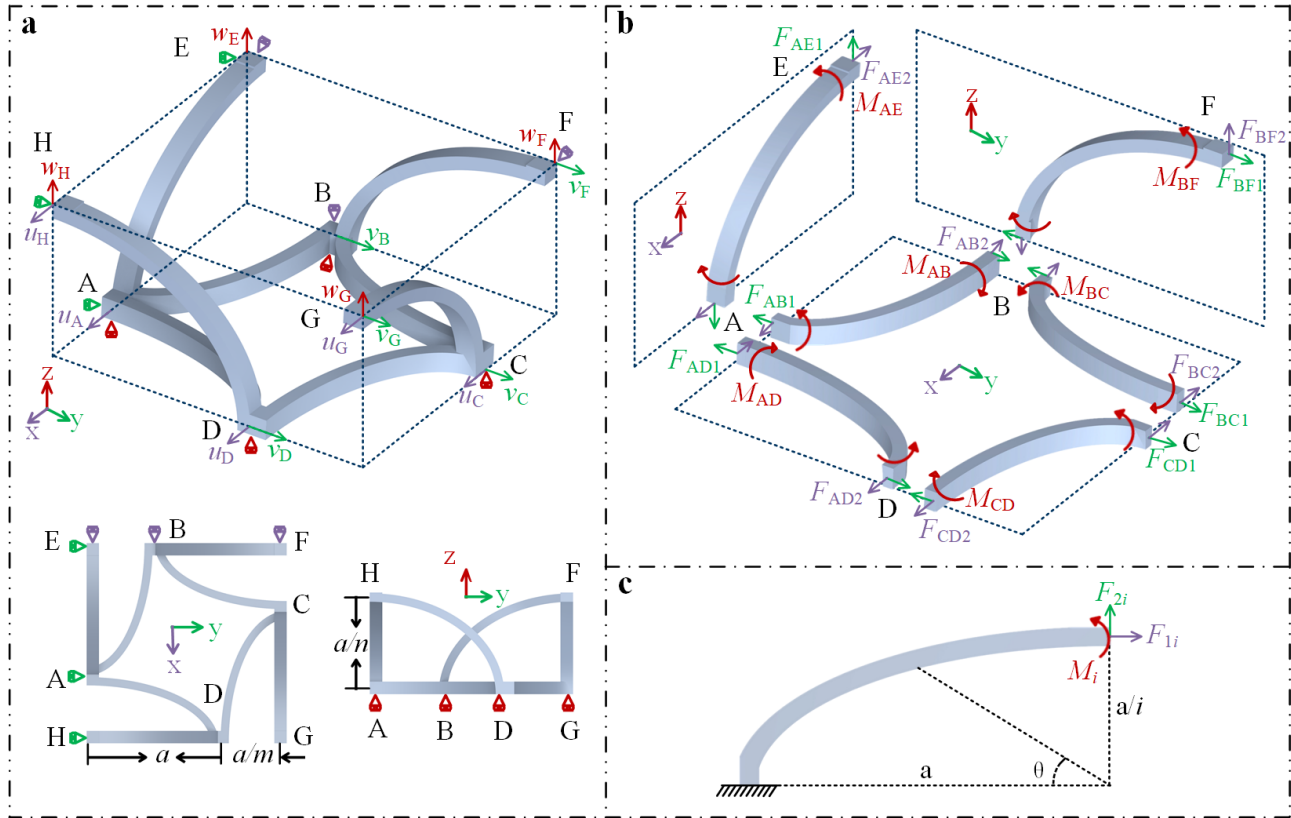 a
w_E
E
H
w_H
w_F
F
v_F
B
v_B
u_H
A
u_A
w_G
G
u_G
v_G
C
u_C
v_C
D
u_D
v_D
z
y
x
E
B
F
C
y
x
A
D
H
G
a
a/m
z
y
H
F
a/n
A
B
D
G
b
F_AE1
E
F_AE2
M_AE
z
y
F
F_BF2
M_BF
F_BF1
z
x
F_AB2
M_AB
M_BC
B
F_AB1
A
F_AD1
M_AD
x
y
F_BC2
F_BC1
C
F_CD1
F_AD2
D
M_CD
F_CD2
c
F_2i
F_1i
M_i
a/i
a
θ